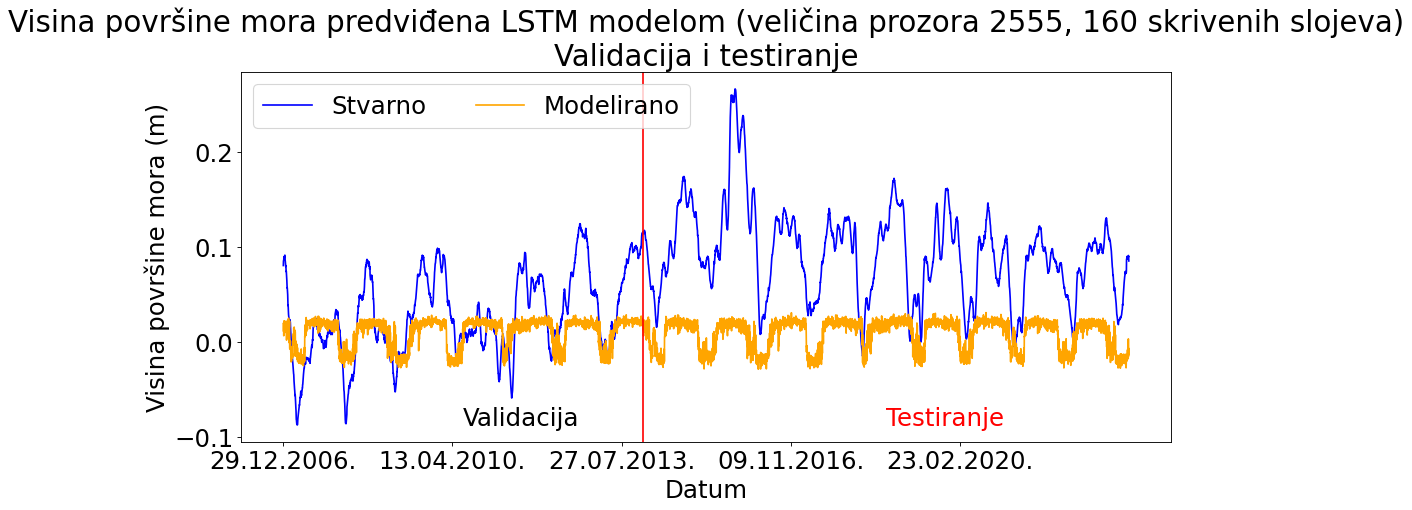 Visina površine mora predviđena LSTM modelom (veličina prozora 2555, 160 skrivenih slojeva)
Validacija i testiranje
Stvarno
Modelirano
Visina površine mora (m)
0.2
0.1
0.0
−0.1
Validacija
Testiranje
29.12.2006.
13.04.2010.
27.07.2013.
09.11.2016.
23.02.2020.
Datum